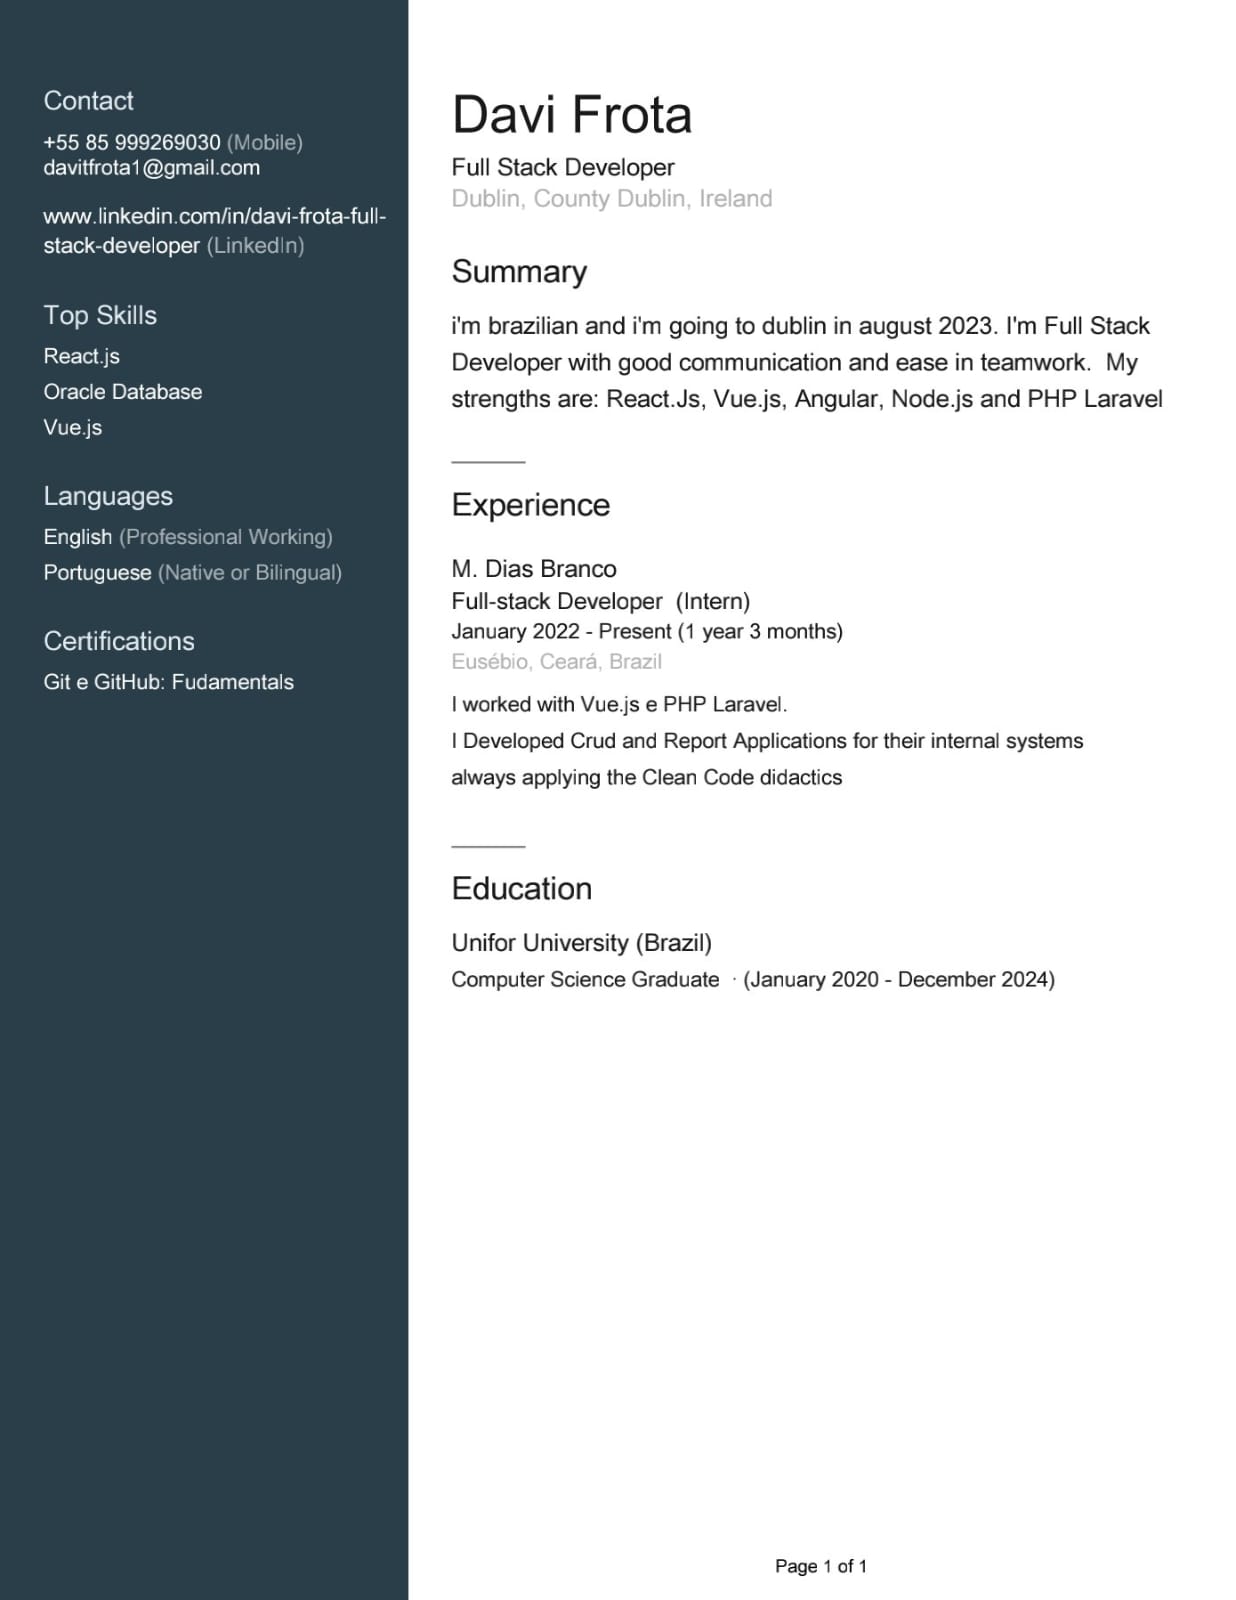 Contact
+55 85 999269030 (Mobile)
davitfrota1@gmail.com
www.linkedin.com/in/davi-frota-full-
stack-developer (LinkedIn)
Top Skills
React.js
Oracle Database
Vue.js
Languages
English (Professional Working)
Portuguese (Native or Bilingual)
Certifications
Git e GitHub: Fudamentals
Davi Frota
Full Stack Developer
Dublin, County Dublin, Ireland
Summary
i'm brazilian and i'm going to dublin in august 2023. I'm Full Stack
Developer with good communication and ease in teamwork.  My
strengths are: React.Js, Vue.js, Angular, Node.js and PHP Laravel
Experience
M. Dias Branco
Full-stack Developer  (Intern)
January 2022 - Present (1 year 3 months)
Eusébio, Ceará, Brazil
I worked with Vue.js e PHP Laravel.
I Developed Crud and Report Applications for their internal systems
always applying the Clean Code didactics
Education
Unifor University (Brazil)
Computer Science Graduate  · (January 2020 - December 2024)
Page 1 of 1